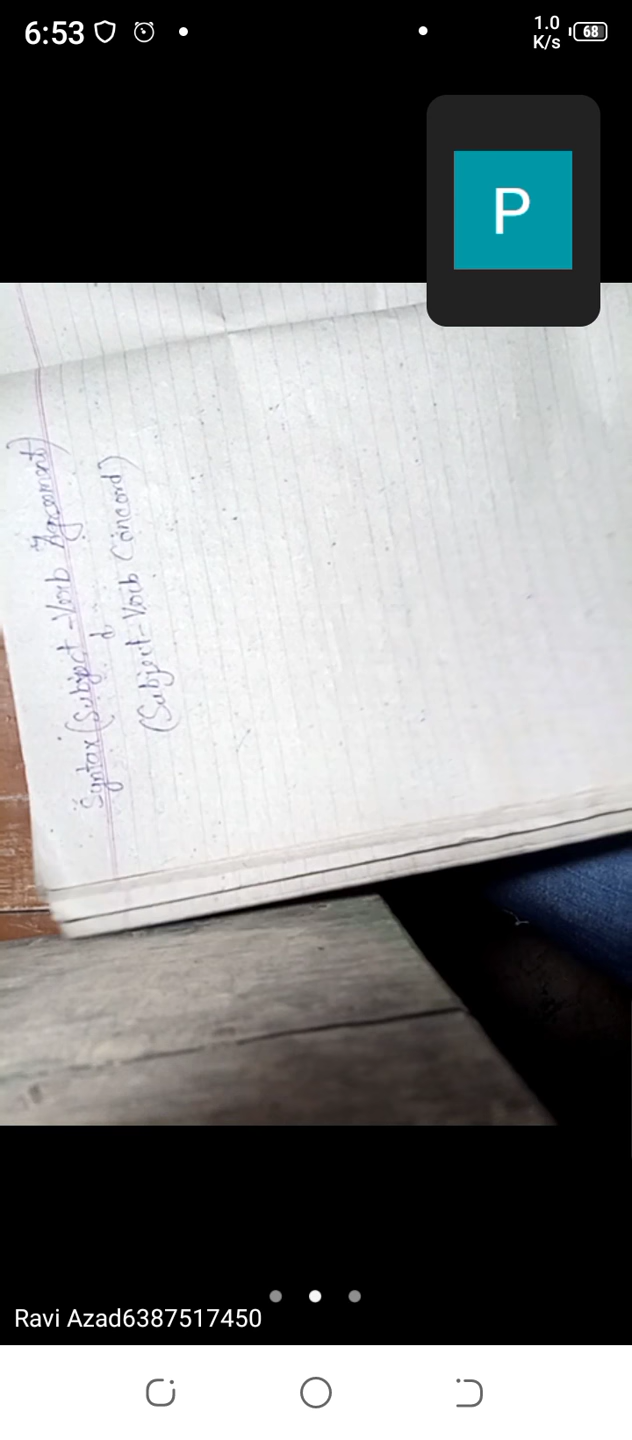 6:53
1.0
K/s
68
P
Syntax (Subject-Verb Agreement)
(Subject-Verb Concord)
Ravi Azad6387517450